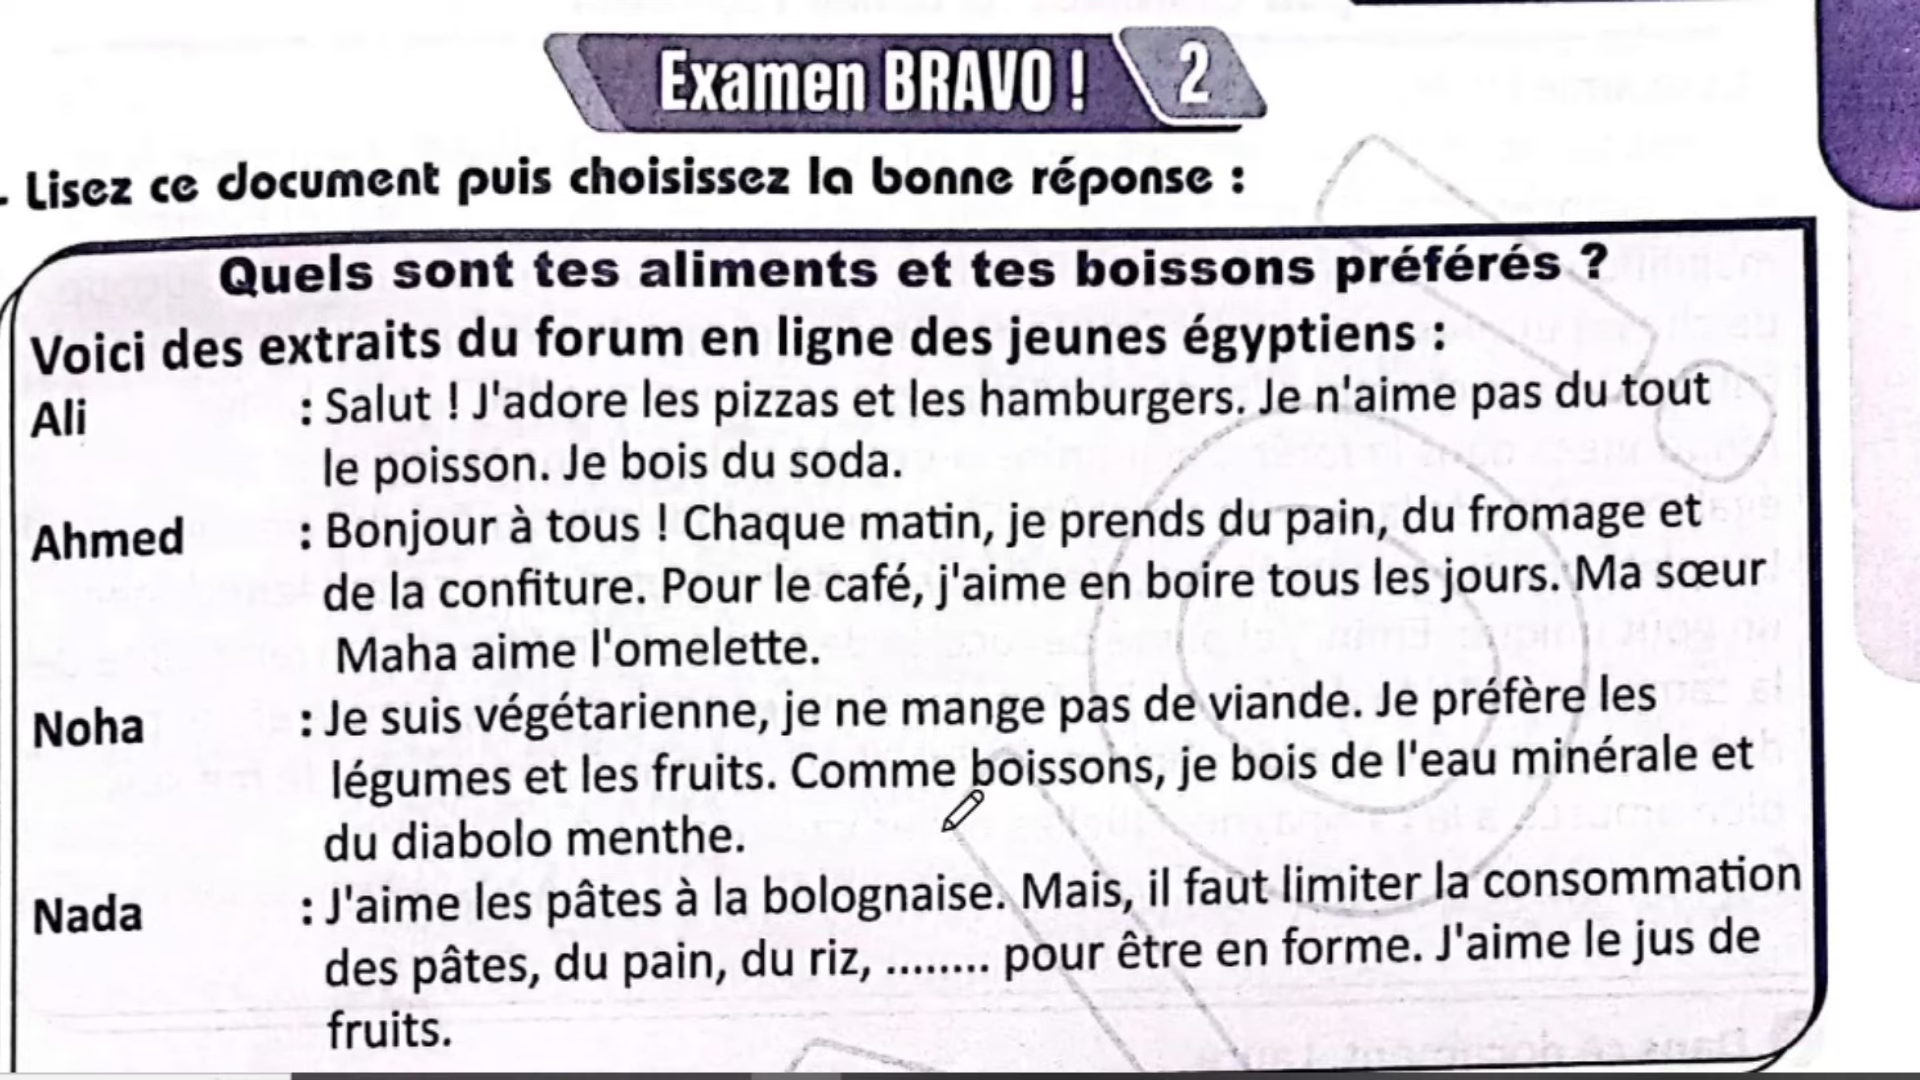 Examen BRAVO ! 2
Lisez ce document puis choisissez la bonne réponse :
Quels sont tes aliments et tes boissons préférés ?
Voici des extraits du forum en ligne des jeunes égyptiens :
Ali : Salut ! J'adore les pizzas et les hamburgers. Je n'aime pas du tout
le poisson. Je bois du soda.
Ahmed : Bonjour à tous ! Chaque matin, je prends du pain, du fromage et
de la confiture. Pour le café, j'aime en boire tous les jours. Ma sœur
Maha aime l'omelette.
Noha : Je suis végétarienne, je ne mange pas de viande. Je préfère les
légumes et les fruits. Comme boissons, je bois de l'eau minérale et
du diabolo menthe.
Nada : J'aime les pâtes à la bolognaise. Mais, il faut limiter la consommation
des pâtes, du pain, du riz, ........ pour être en forme. J'aime le jus de
fruits.